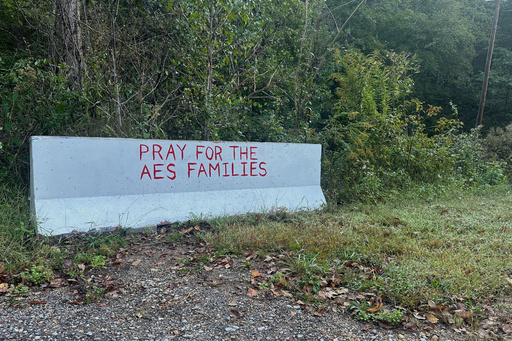 PRAY FOR THE
AES FAMILIES